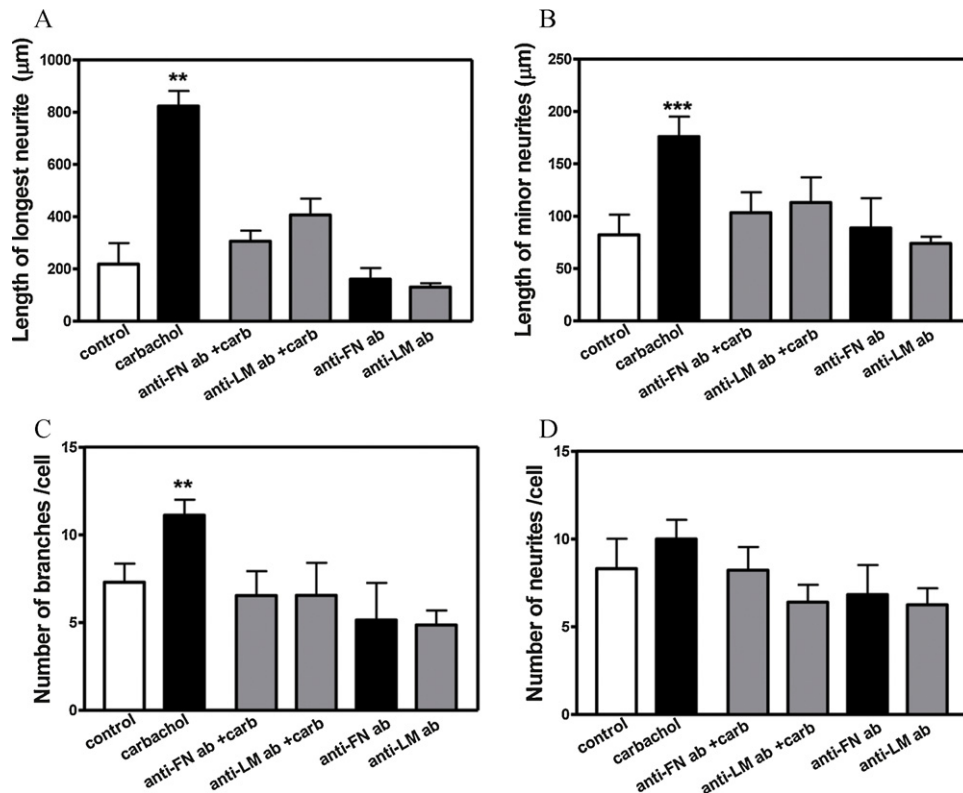 A
Length of longest neurite (μm)
1000
800
600
400
200
0
**
control
carbachol
anti-FN ab +carb
anti-LM ab +carb
anti-FN ab
anti-LM ab
B
Length of minor neurites (μm)
250
200
150
100
50
0
***
control
carbachol
anti-FN ab +carb
anti-LM ab +carb
anti-FN ab
anti-LM ab
C
Number of branches /cell
15
10
5
0
**
control
carbachol
anti-FN ab +carb
anti-LM ab +carb
anti-FN ab
anti-LM ab
D
Number of neurites /cell
15
10
5
0
control
carbachol
anti-FN ab +carb
anti-LM ab +carb
anti-FN ab
anti-LM ab